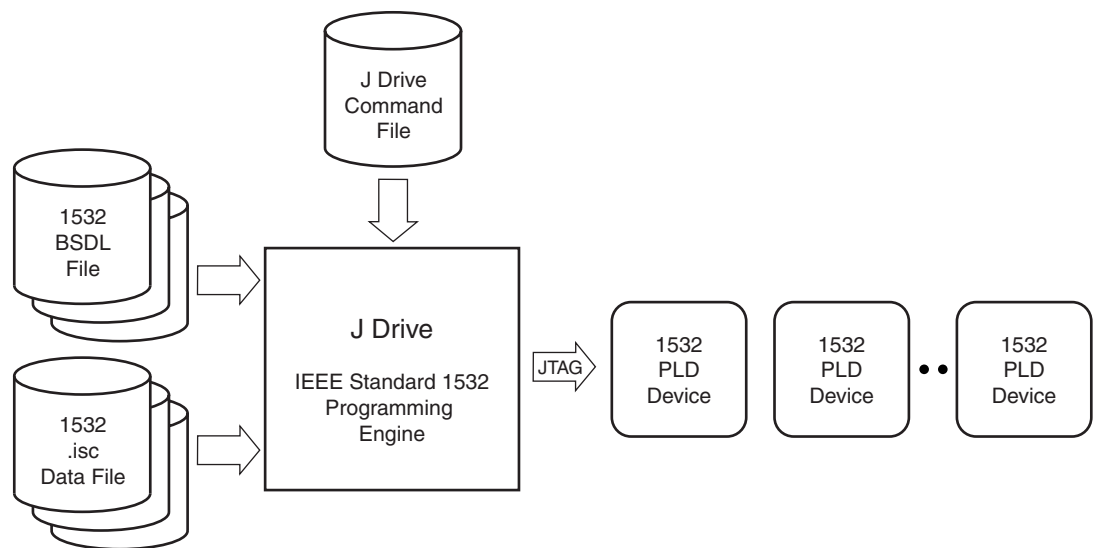 J Drive
Command
File
1532
BSDL
File
1532
.isc
Data File
J Drive
IEEE Standard 1532
Programming
Engine
JTAG
1532
PLD
Device
1532
PLD
Device
1532
PLD
Device